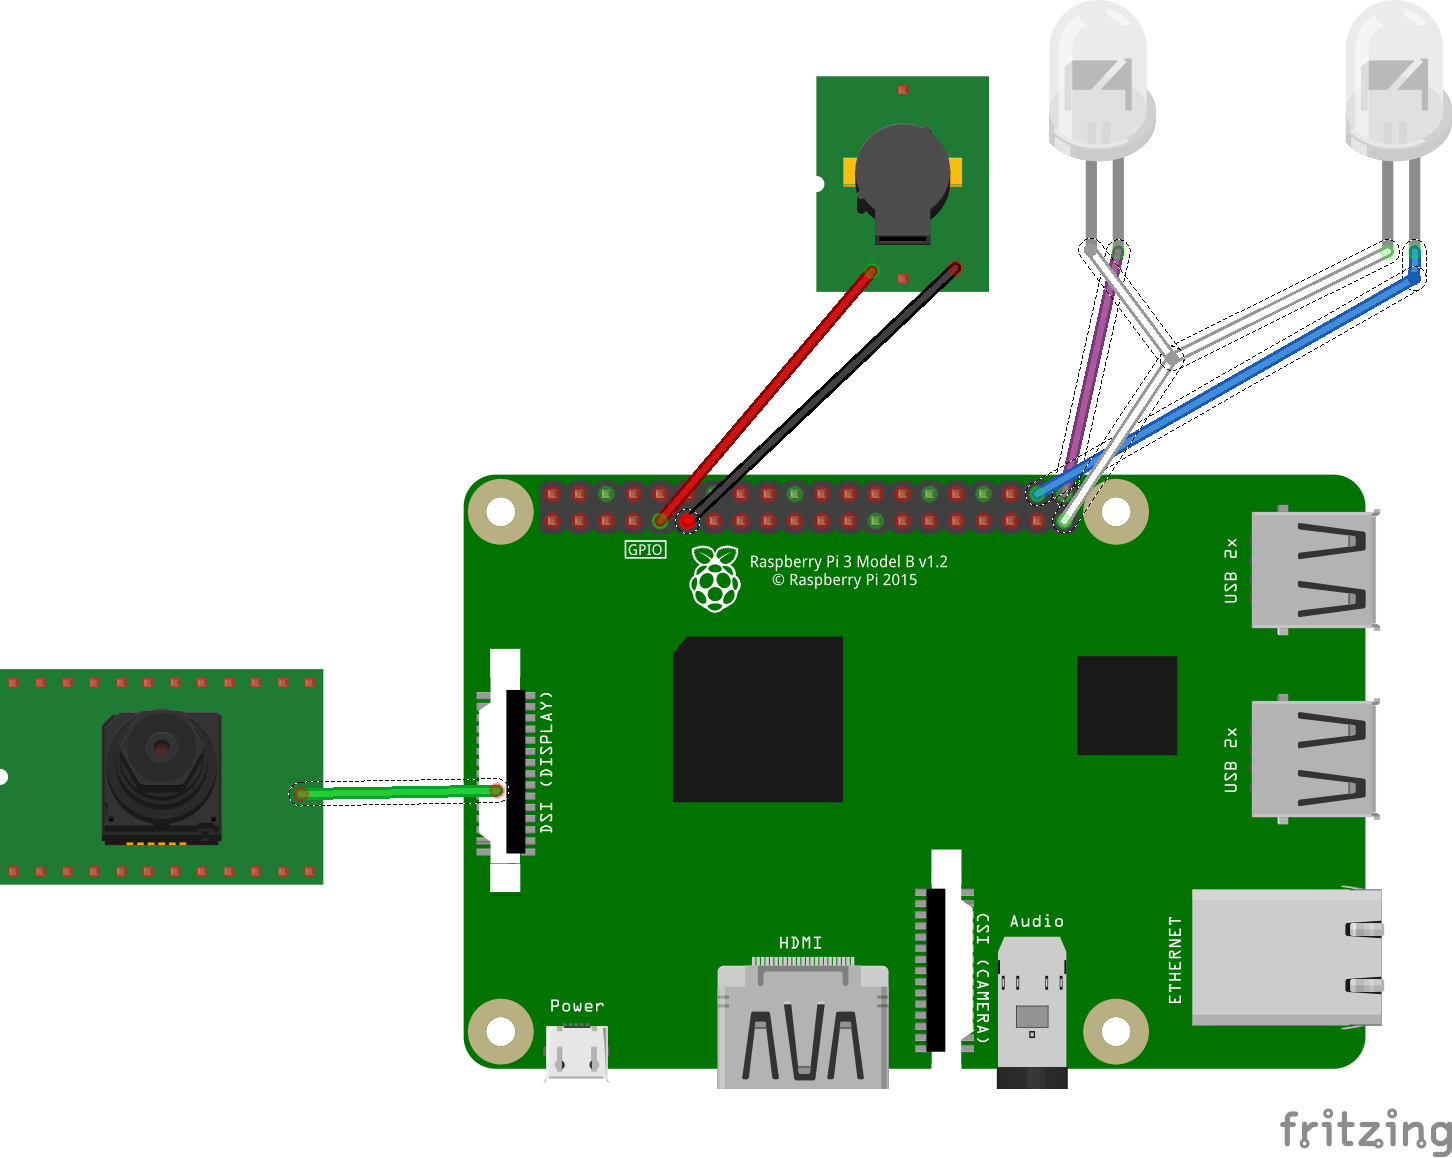 GPIO
Raspberry Pi 3 Model B v1.2
© Raspberry Pi 2015
USB 2x
DSI (DISPLAY)
USB 2x
HDMI
CSI (CAMERA)
Audio
ETHERNET
Power
fritzing